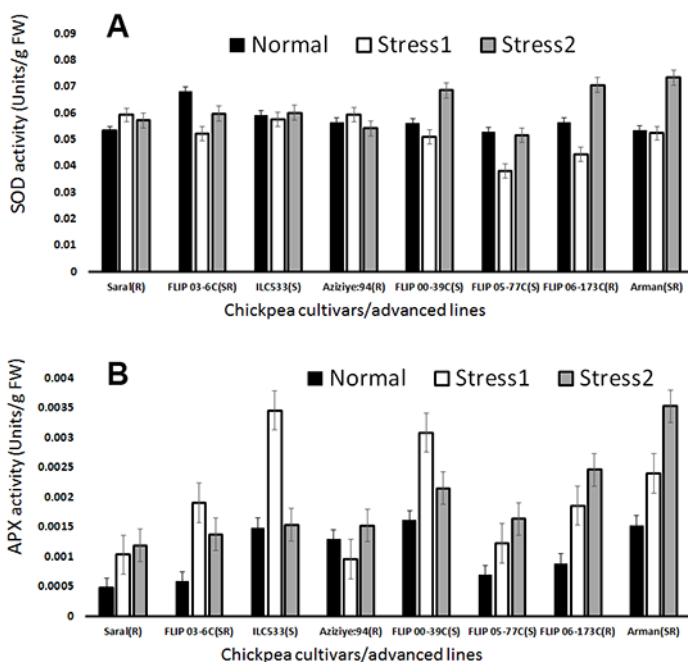 A
Normal Stress1 Stress2
SOD activity (Units/g FW)
0.09
0.08
0.07
0.06
0.05
0.04
0.03
0.02
0.01
0
Saral(R) FLIP 03-6C(SR) ILC533(S) Aziziye:94(R) FLIP 00-39C(S) FLIP 05-77C(S) FLIP 06-173C(R) Arman(SR)
Chickpea cultivars/advanced lines
B
Normal Stress1 Stress2
APX activity (Units/g FW)
0.004
0.0035
0.003
0.0025
0.002
0.0015
0.001
0.0005
0
Saral(R) FLIP 03-6C(SR) ILC533(S) Aziziye:94(R) FLIP 00-39C(S) FLIP 05-77C(S) FLIP 06-173C(R) Arman(SR)
Chickpea cultivars/advanced lines